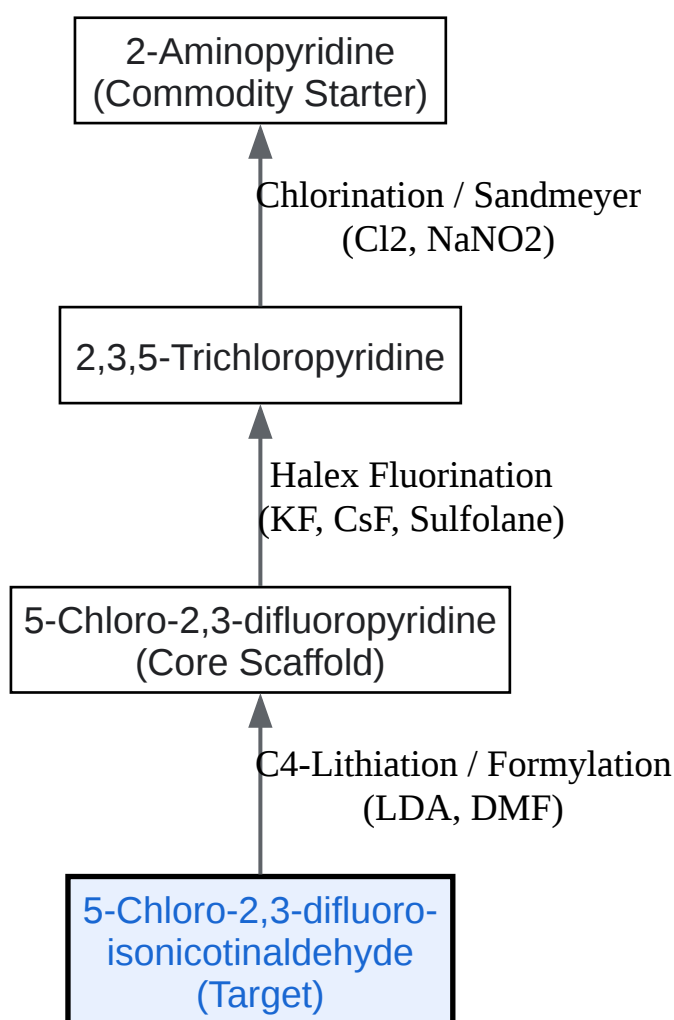 2-Aminopyridine
(Commodity Starter)
Chlorination / Sandmeyer
(Cl2, NaNO2)
2,3,5-Trichloropyridine
Halex Fluorination
(KF, CsF, Sulfolane)
5-Chloro-2,3-difluoropyridine
(Core Scaffold)
C4-Lithiation / Formylation
(LDA, DMF)
5-Chloro-2,3-difluoro-
isonicotinaldehyde
(Target)